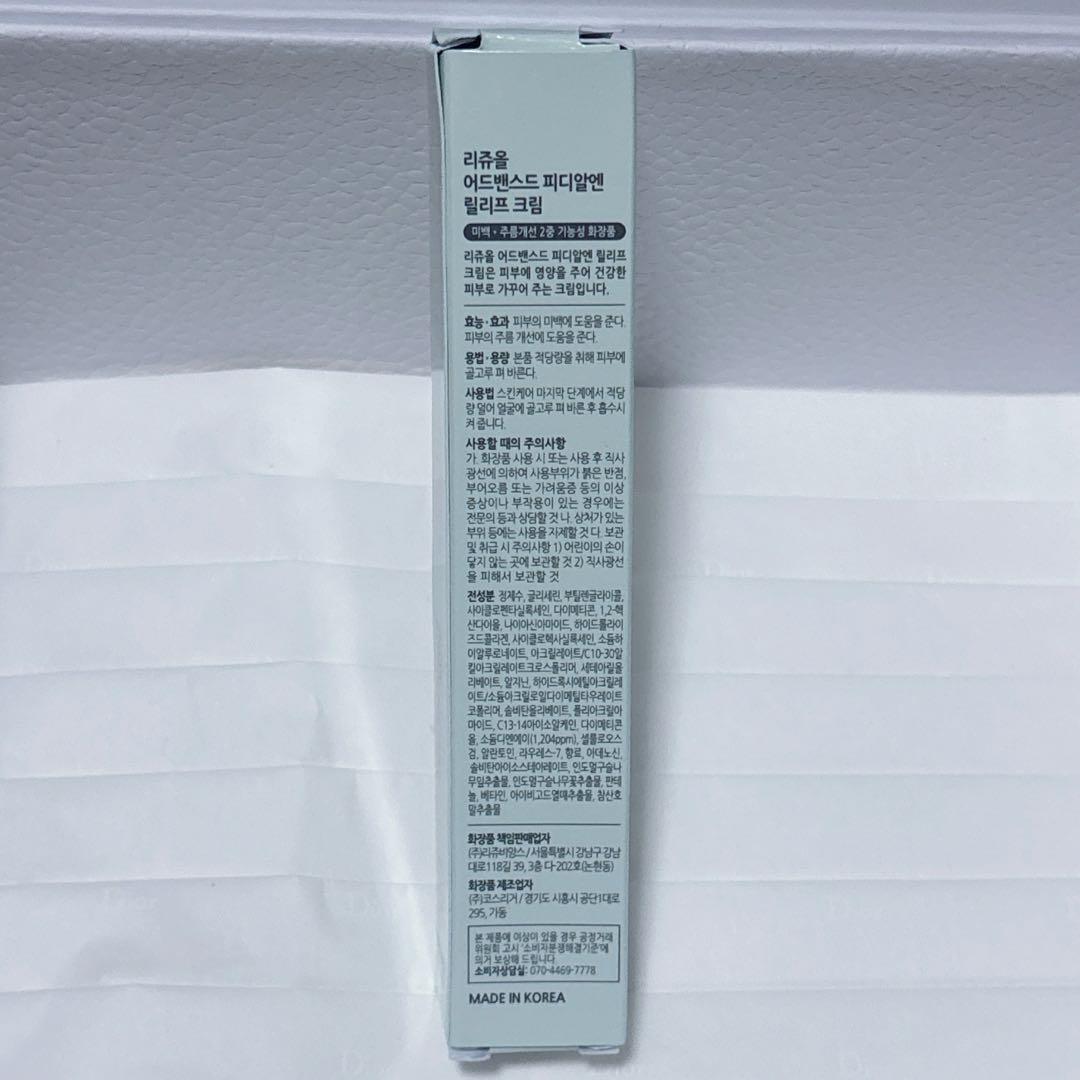 리쥬올
어드밴스드 피디알엔
릴리프 크림
미백 • 주름개선 2중 기능성 화장품
리쥬올 어드밴스드 피디알엔 릴리프
크림은 피부에 영양을 주어 건강한
피부로 가꾸어 주는 크림입니다.
효능·효과 피부의 미백에 도움을 준다.
피부의 주름 개선에 도움을 준다.
용법·용량 본품 적당량을 취해 피부에
골고루 펴 바른다.
사용법 스킨케어 마지막 단계에서 적당
량 덜어 얼굴에 골고루 펴 바른 후 흡수시
켜 줍니다.
사용할 때의 주의사항
가. 화장품 사용 시 또는 사용 후 직사
광선에 의하여 사용부위가 붉은 반점,
부어오름 또는 가려움증 등의 이상
증상이나 부작용이 있는 경우에는
전문의 등과 상담할 것 나. 상처가 있는
부위 등에는 사용을 자제할 것 다. 보관
및 취급 시 주의사항 1) 어린이의 손이
닿지 않는 곳에 보관할 것 2) 직사광선
을 피해서 보관할 것
전성분 정제수, 글리세린, 부틸렌글라이콜,
사이클로펜타실록세인, 다이메티콘, 1,2-헥
산다이올, 나이아신아마이드, 하이드롤라이
즈드콜라겐, 사이클로헥사실록세인, 소듐하
이알루로네이트, 아크릴레이트/C10-30알
킬아크릴레이트크로스폴리머, 세테아릴올
리베이트, 알지닌, 하이드록시에틸아크릴레
이트/소듐아크릴로일다이메틸타우레이트
코폴리머, 솔비탄올리베이트, 폴리아크릴아
마이드, C13-14아이소알케인, 다이메티콘
올, 소듐디엔에이(1,204ppm), 셀룰로오스
검, 알란토인, 라우레스-7, 향료, 아데노신,
솔비탄아이소스테아레이트, 인도멀구슬나
무잎추출물, 인도멀구슬나무꽃추출물, 판테
놀, 베타인, 아이비고드열매추출물, 참산호
말추출물
화장품 책임판매업자
(주)리쥬비앙스 / 서울특별시 강남구 강남
대로118길 39, 3층 다-202호(논현동)
화장품 제조업자
(주)코스리거 / 경기도 시흥시 공단1대로
295, 가동
본 제품에 이상이 있을 경우 공정거래
위원회 고시 '소비자분쟁해결기준'에
의거 보상해 드립니다.
소비자상담실: 070-4469-7778
MADE IN KOREA